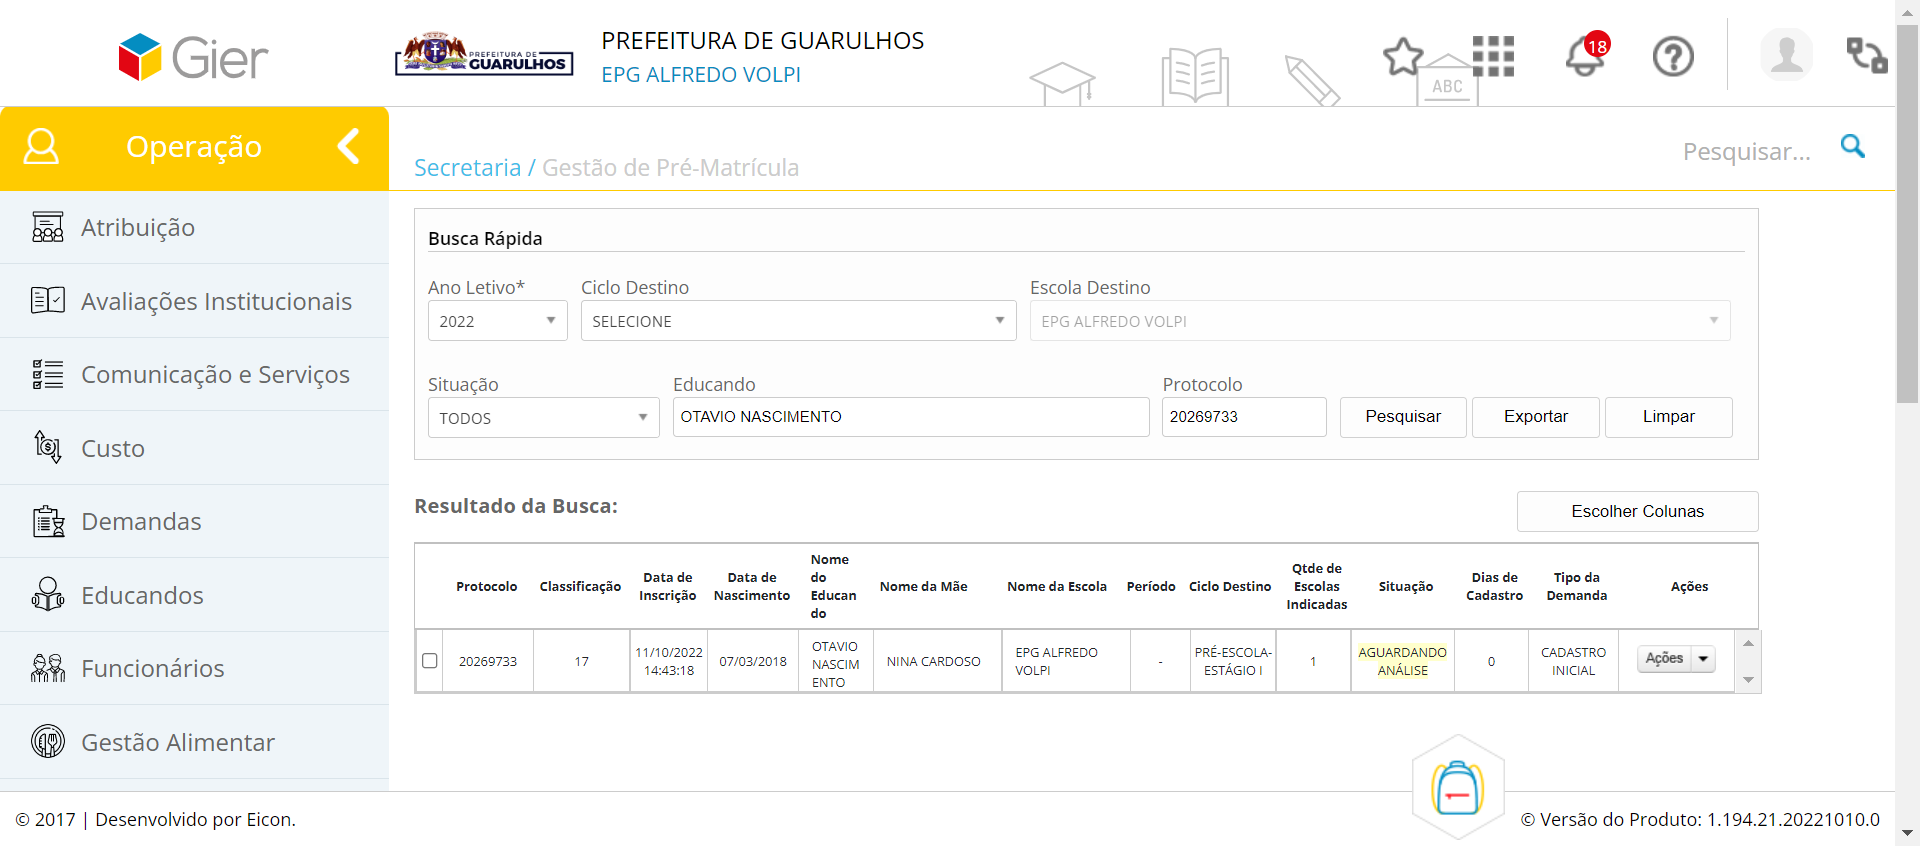 Gier
PREFEITURA DE
GUARULHOS
PREFEITURA DE GUARULHOS
EPG ALFREDO VOLPI
ABC
18
Operação
Secretaria / Gestão de Pré-Matrícula
Pesquisar...
Atribuição
Avaliações Institucionais
Comunicação e Serviços
Custo
Demandas
Educandos
Funcionários
Gestão Alimentar
Busca Rápida
Ano Letivo* Ciclo Destino Escola Destino
2022 SELECIONE EPG ALFREDO VOLPI
Situação Educando Protocolo
TODOS OTAVIO NASCIMENTO 20269733 Pesquisar Exportar Limpar
Resultado da Busca:
Escolher Colunas
Protocolo
Classificação
Data de
Inscrição
Data de
Nascimento
Nome
do
Educan
do
Nome da Mãe
Nome da Escola
Período
Ciclo Destino
Qtde de
Escolas
Indicadas
Situação
Dias de
Cadastro
Tipo da
Demanda
Ações
20269733
17
11/10/2022
14:43:18
07/03/2018
OTAVIO
NASCIM
ENTO
NINA CARDOSO
EPG ALFREDO
VOLPI
-
PRÉ-ESCOLA-
ESTÁGIO I
1
AGUARDANDO
ANÁLISE
0
CADASTRO
INICIAL
Ações
© 2017 | Desenvolvido por Eicon.
© Versão do Produto: 1.194.21.20221010.0